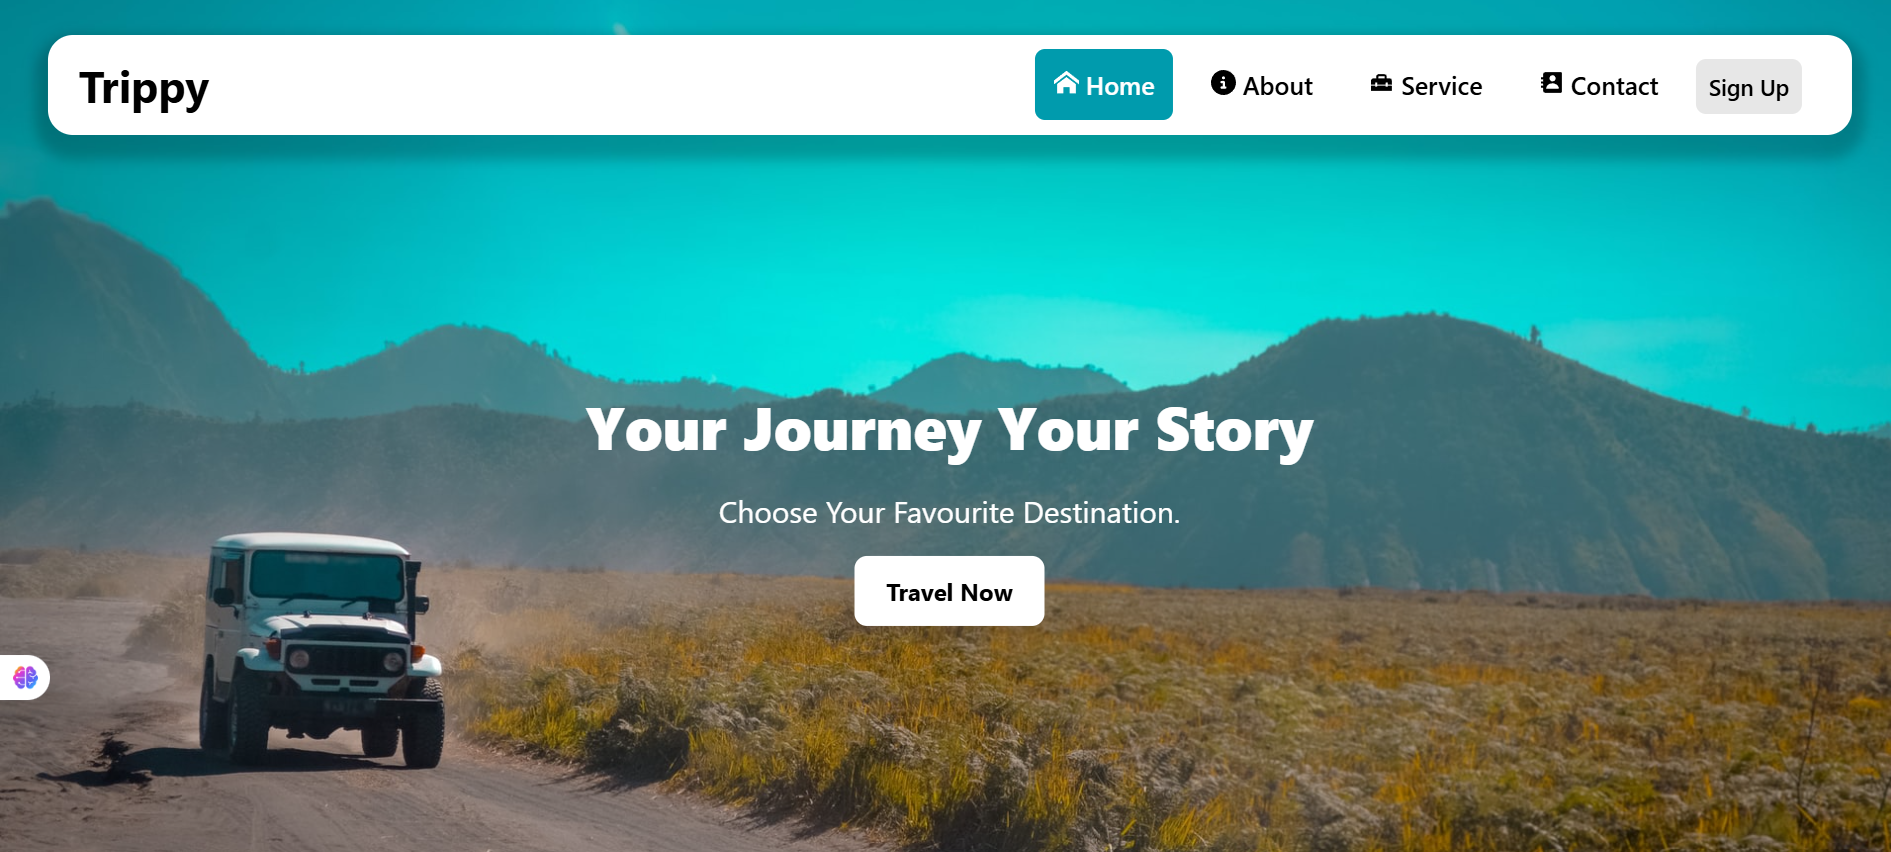 Trippy
Home
About
Service
Contact
Sign Up
Your Journey Your Story
Choose Your Favourite Destination.
Travel Now